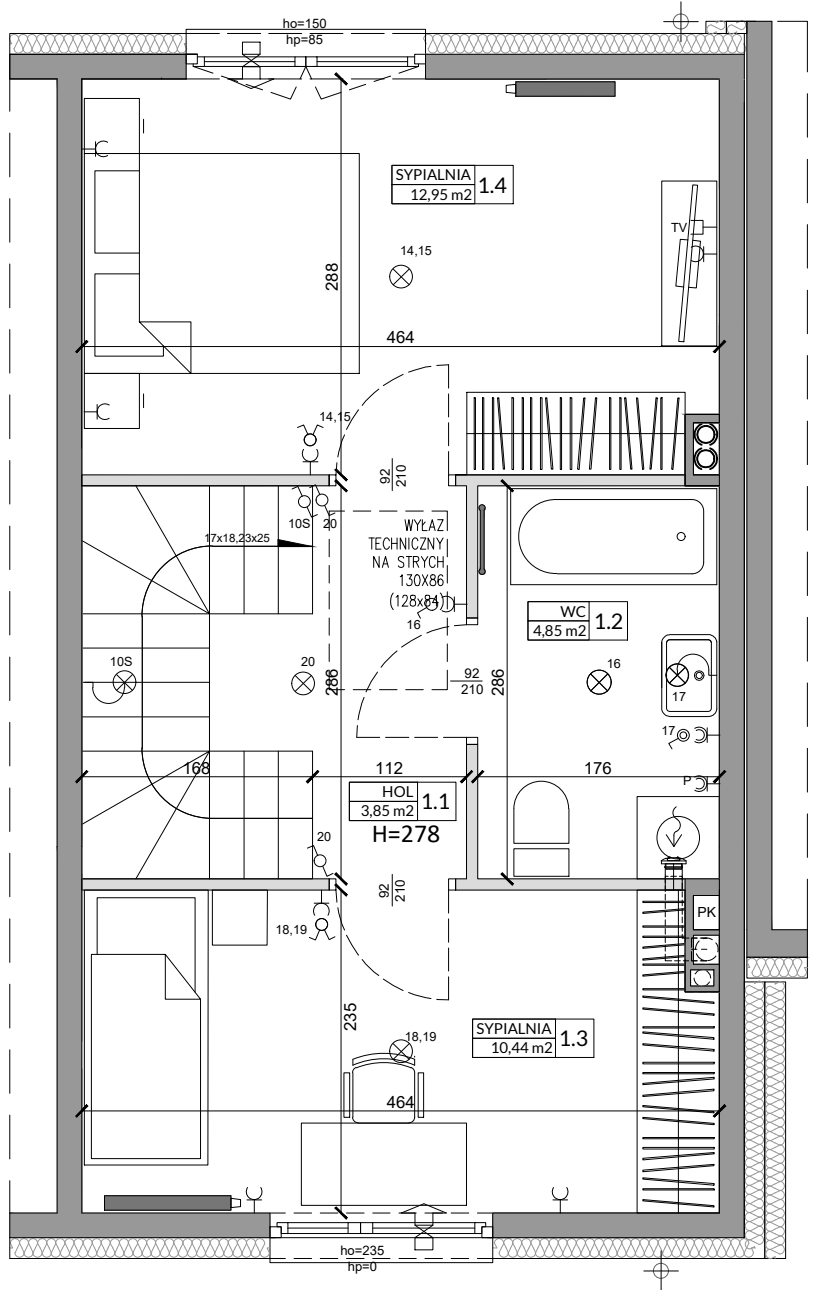 ho=150
hp=85
SYPIALNIA
12,95 m2
1.4
TV
14,15
288
464
14,15
92
210
10S
20
17x18,23x25
WYŁAZ
TECHNICZNY
NA STRYCH
130X86
(128x84)
16
WC
4,85 m2
1.2
10S
20
286
92
210
286
16
17
17
P
168
112
176
HOL
3,85 m2
1.1
H=278
20
92
210
18,19
PK
235
18,19
SYPIALNIA
10,44 m2
1.3
464
ho=235
hp=0